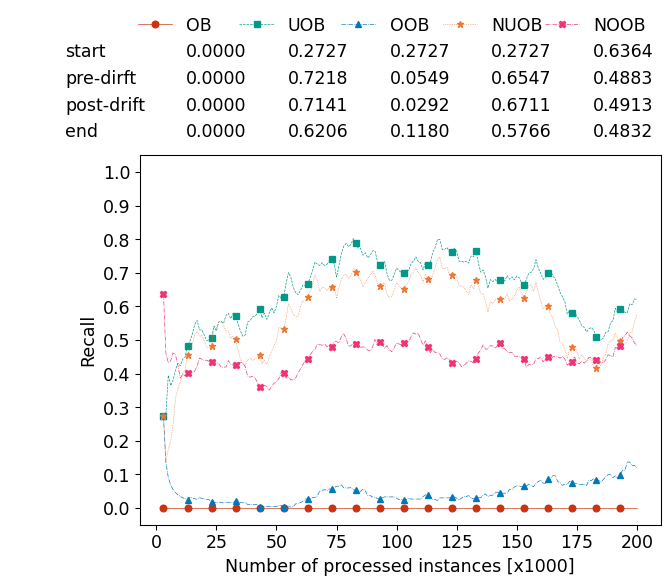 OB UOB OOB NUOB NOOB
start 0.0000 0.2727 0.2727 0.2727 0.6364
pre-dirft 0.0000 0.7218 0.0549 0.6547 0.4883
post-drift 0.0000 0.7141 0.0292 0.6711 0.4913
end 0.0000 0.6206 0.1180 0.5766 0.4832
1.0
0.9
0.8
0.7
0.6
0.5
0.4
0.3
0.2
0.1
0.0
Recall
0 25 50 75 100 125 150 175 200
Number of processed instances [x1000]